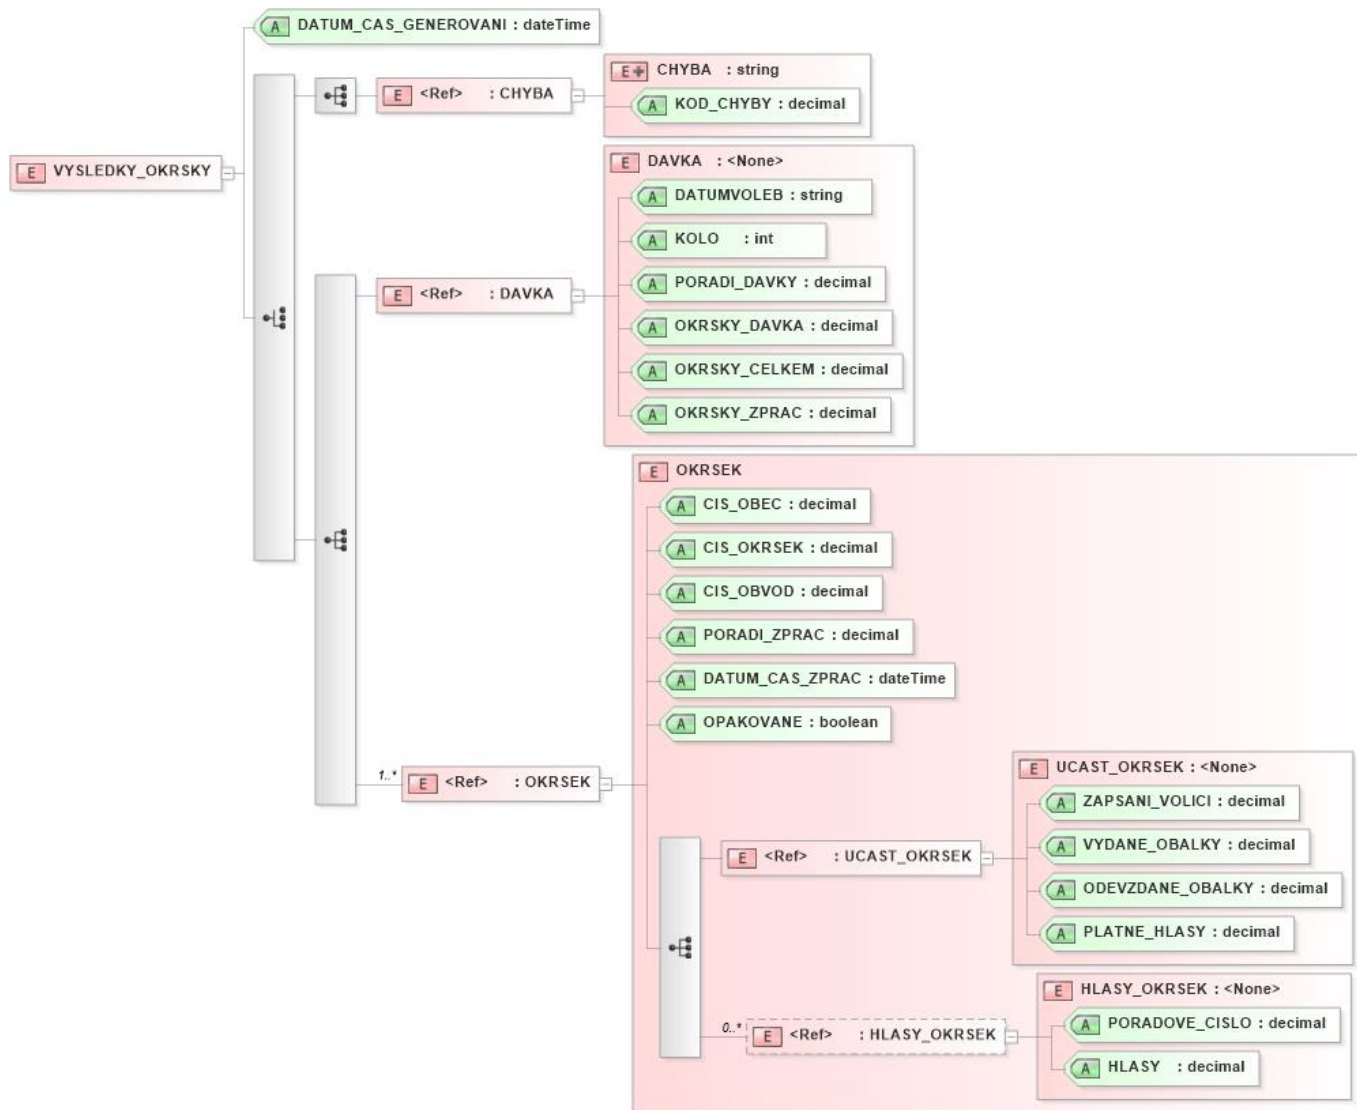 A DATUM_CAS_GENEROVANI : dateTime
E VYSLEDKY_OKRSKY
E <Ref> : CHYBA
E CHYBA : string
A KOD_CHYBY : decimal
E <Ref> : DAVKA
E DAVKA : <None>
A DATUMVOLEB : string
A KOLO : int
A PORADI_DAVKY : decimal
A OKRSKY_DAVKA : decimal
A OKRSKY_CELKEM : decimal
A OKRSKY_ZPRAC : decimal
1..* E <Ref> : OKRSEK
E OKRSEK
A CIS_OBEC : decimal
A CIS_OKRSEK : decimal
A CIS_OBVOD : decimal
A PORADI_ZPRAC : decimal
A DATUM_CAS_ZPRAC : dateTime
A OPAKOVANE : boolean
E <Ref> : UCAST_OKRSEK
E UCAST_OKRSEK : <None>
A ZAPSANI_VOLICI : decimal
A VYDANE_OBALKY : decimal
A ODEVZDANE_OBALKY : decimal
A PLATNE_HLASY : decimal
0..* E <Ref> : HLASY_OKRSEK
E HLASY_OKRSEK : <None>
A PORADOVE_CISLO : decimal
A HLASY : decimal